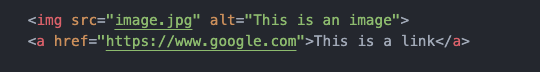 <img src="image.jpg" alt="This is an image">
<a href="https://www.google.com">This is a link</a>